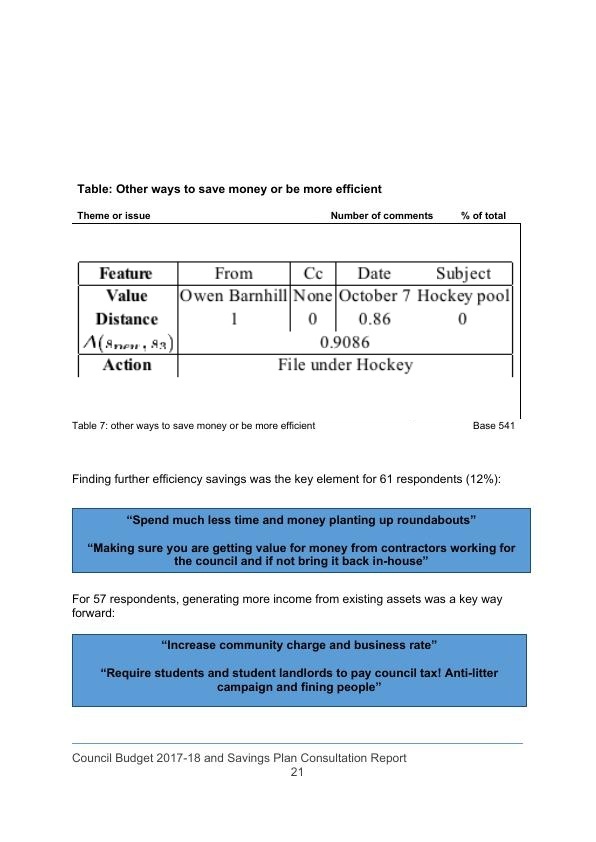 Table: Other ways to save money or be more efficient
Theme or issue Number of comments % of total
Feature From Cc Date Subject
Value Owen Barnhill None October 7 Hockey pool
Distance 1 0 0.86 0
0.9086
Action File under Hockey
Table 7: other ways to save money or be more efficient Base 541
Finding further efficiency savings was the key element for 61 respondents (12%):
“Spend much less time and money planting up roundabouts”
“Making sure you are getting value for money from contractors working for
the council and if not bring it back in-house”
For 57 respondents, generating more income from existing assets was a key way
forward:
“Increase community charge and business rate”
“Require students and student landlords to pay council tax! Anti-litter
campaign and fining people”
Council Budget 2017-18 and Savings Plan Consultation Report
21